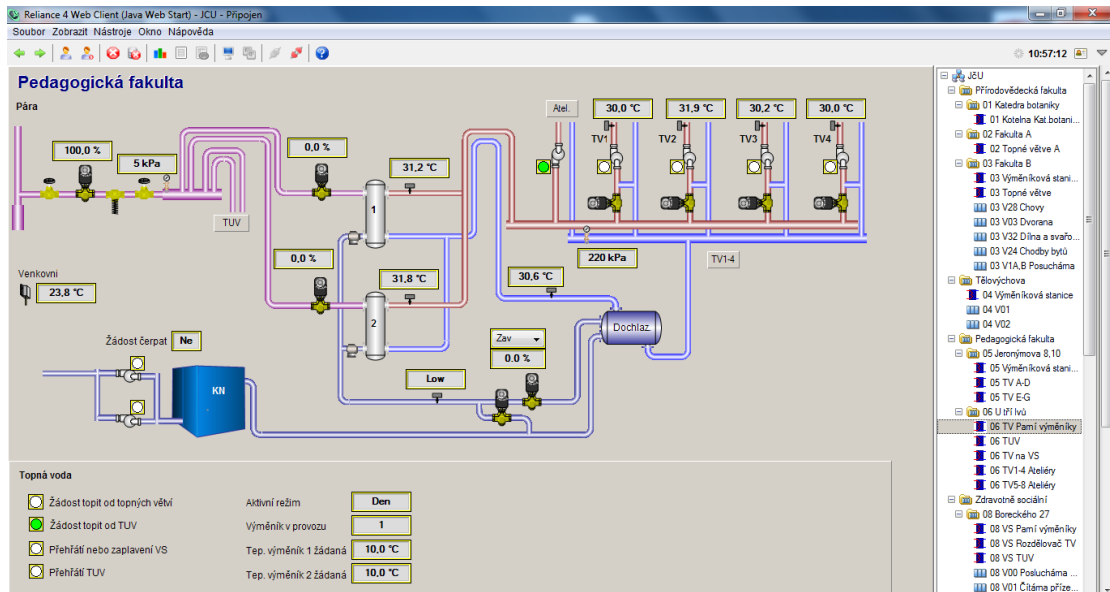 Reliance 4 Web Client (Java Web Start) - JCU - Připojen
Soubor Zobrazit Nástroje Okno Nápověda
10:57:12
Pedagogická fakulta
Pára
100,0 %
5 kPa
TUV
0,0 %
31,2 °C
1
Atel.
30,0 °C
31,9 °C
30,2 °C
30,0 °C
TV1
TV2
TV3
TV4
220 kPa
TV1-4
0,0 %
31,8 °C
2
30,6 °C
Dochlaz.
Venkovni
23,8 °C
Žádost čerpat
Ne
KN
Zav
0.0 %
Low
Topná voda
Žádost topit od topných větví
Žádost topit od TUV
Přehřátí nebo zaplavení VS
Přehřátí TUV
Aktivní režim
Den
Výměník v provozu
1
Tep. výměník 1 žádaná
10,0 °C
Tep. výměník 2 žádaná
10,0 °C
JČU
Přírodovědecká fakulta
01 Katedra botaniky
01 Kotelna Kat.botani...
02 Fakulta A
02 Topné větve A
03 Fakulta B
03 Výměníková stani...
03 Topné větve
03 V28 Chovy
03 V03 Dvorana
03 V32 Dílna a svařo...
03 V24 Chodby bytů
03 V1A,B Posucháma
Tělovýchova
04 Výměníková stanice
04 V01
04 V02
Pedagogická fakulta
05 Jeronýmova 8,10
05 Výměníková stani...
05 TV A-D
05 TV E-G
06 U tří lvů
06 TV Parní výměníky
06 TUV
06 TV na VS
06 TV1-4 Ateliéry
06 TV5-8 Ateliéry
Zdravotně sociální
08 Boreckého 27
08 VS Parní výměníky
08 VS Rozdělovač TV
08 VS TUV
08 V00 Poslucháma ...
08 V01 Čítáma příze...